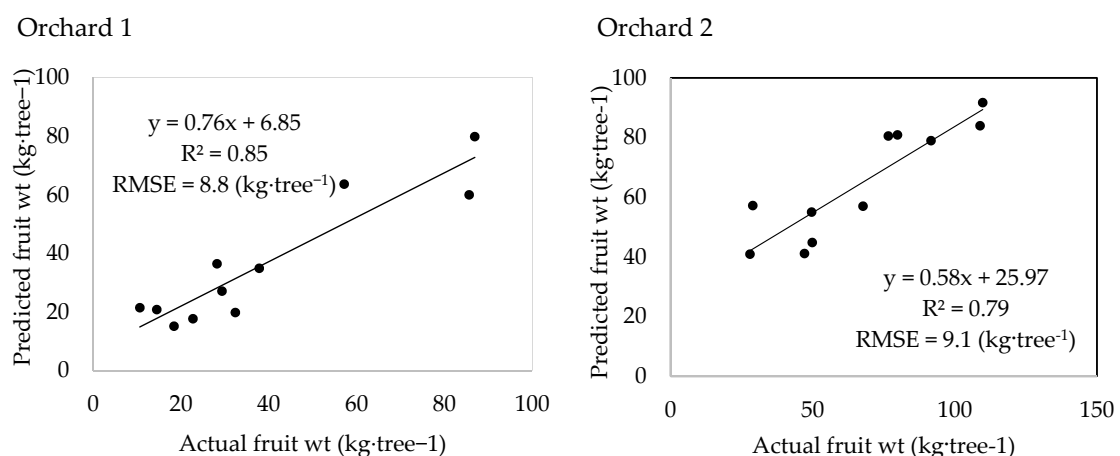 Orchard 1
Predicted fruit wt (kg·tree−1)
100
80
60
40
20
0
y = 0.76x + 6.85
R² = 0.85
RMSE = 8.8 (kg·tree⁻¹)
0 20 40 60 80 100
Actual fruit wt (kg·tree−1)
Orchard 2
Predicted fruit wt (kg·tree-1)
100
80
60
40
20
0
y = 0.58x + 25.97
R² = 0.79
RMSE = 9.1 (kg·tree⁻¹)
0 50 100 150
Actual fruit wt (kg·tree-1)